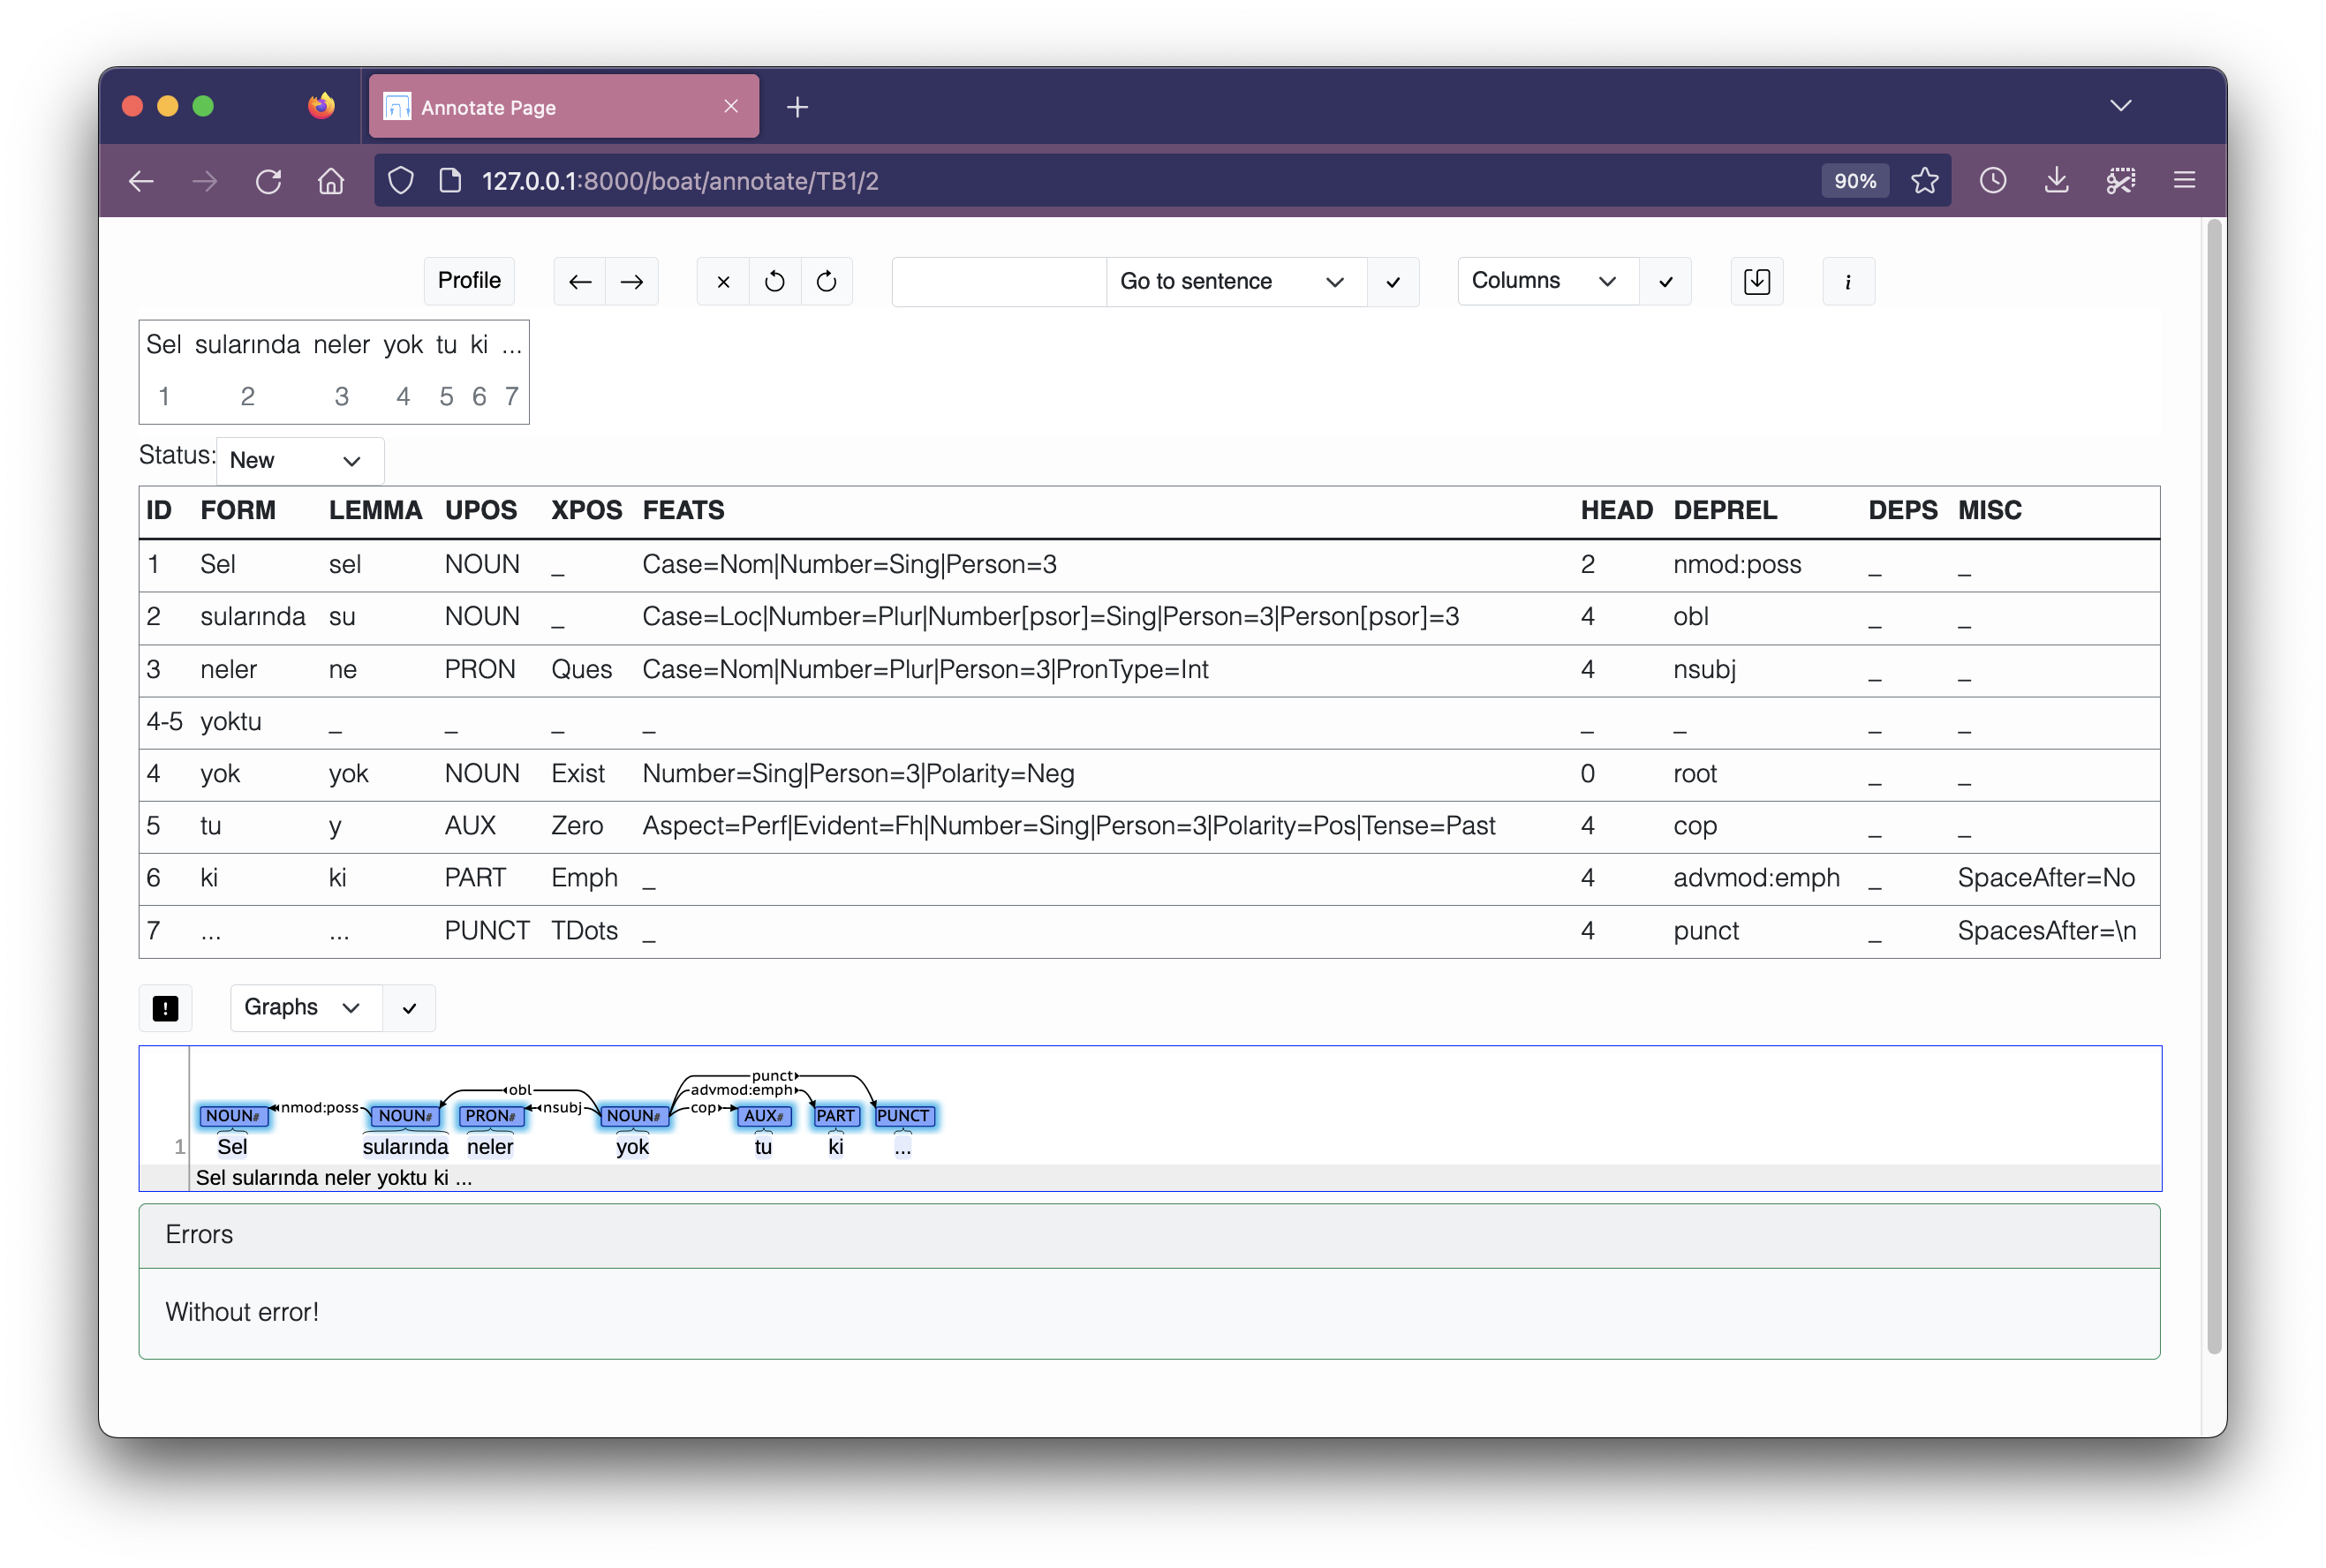 Annotate Page
127.0.0.1:8000/boat/annotate/TB1/2 90%
Profile Go to sentence Columns i
Sel sularında neler yok tu ki ...
1 2 3 4 5 6 7
Status: New
ID FORM LEMMA UPOS XPOS FEATS HEAD DEPREL DEPS MISC
1 Sel sel NOUN _ Case=Nom|Number=Sing|Person=3 2 nmod:poss _ _
2 sularında su NOUN _ Case=Loc|Number=Plur|Number[psor]=Sing|Person=3|Person[psor]=3 4 obl _ _
3 neler ne PRON Ques Case=Nom|Number=Plur|Person=3|PronType=Int 4 nsubj _ _
4-5 yoktu _ _ _ _ _ _ _ _
4 yok yok NOUN Exist Number=Sing|Person=3|Polarity=Neg 0 root _ _
5 tu y AUX Zero Aspect=Perf|Evident=Fh|Number=Sing|Person=3|Polarity=Pos|Tense=Past 4 cop _ _
6 ki ki PART Emph _ 4 advmod:emph _ SpaceAfter=No
7 ... ... PUNCT TDots _ 4 punct _ SpacesAfter=\n
! Graphs
punct
obl advmod:emph
nmod:poss nsubj cop
NOUN# NOUN# PRON# NOUN# AUX# PART PUNCT
1 Sel sularında neler yok tu ki ...
Sel sularında neler yoktu ki ...
Errors
Without error!